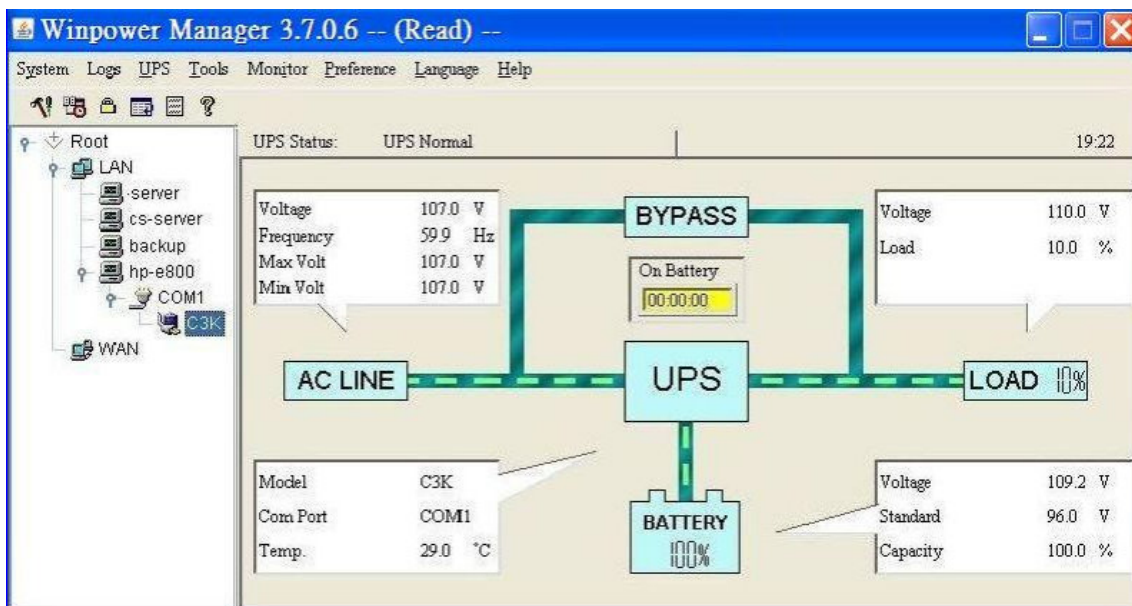 Winpower Manager 3.7.0.6 -- (Read) --
System Logs UPS Tools Monitor Preference Language Help
Root
LAN
-server
cs-server
backup
hp-e800
COM1
C3K
WAN
UPS Status: UPS Normal 19:22
Voltage 107.0 V
Frequency 59.9 Hz
Max Volt 107.0 V
Min Volt 107.0 V
BYPASS
On Battery
00:00:00
Voltage 110.0 V
Load 10.0 %
AC LINE
UPS
LOAD 10%
Model C3K
Com Port COM1
Temp. 29.0 °C
BATTERY
100%
Voltage 109.2 V
Standard 96.0 V
Capacity 100.0 %